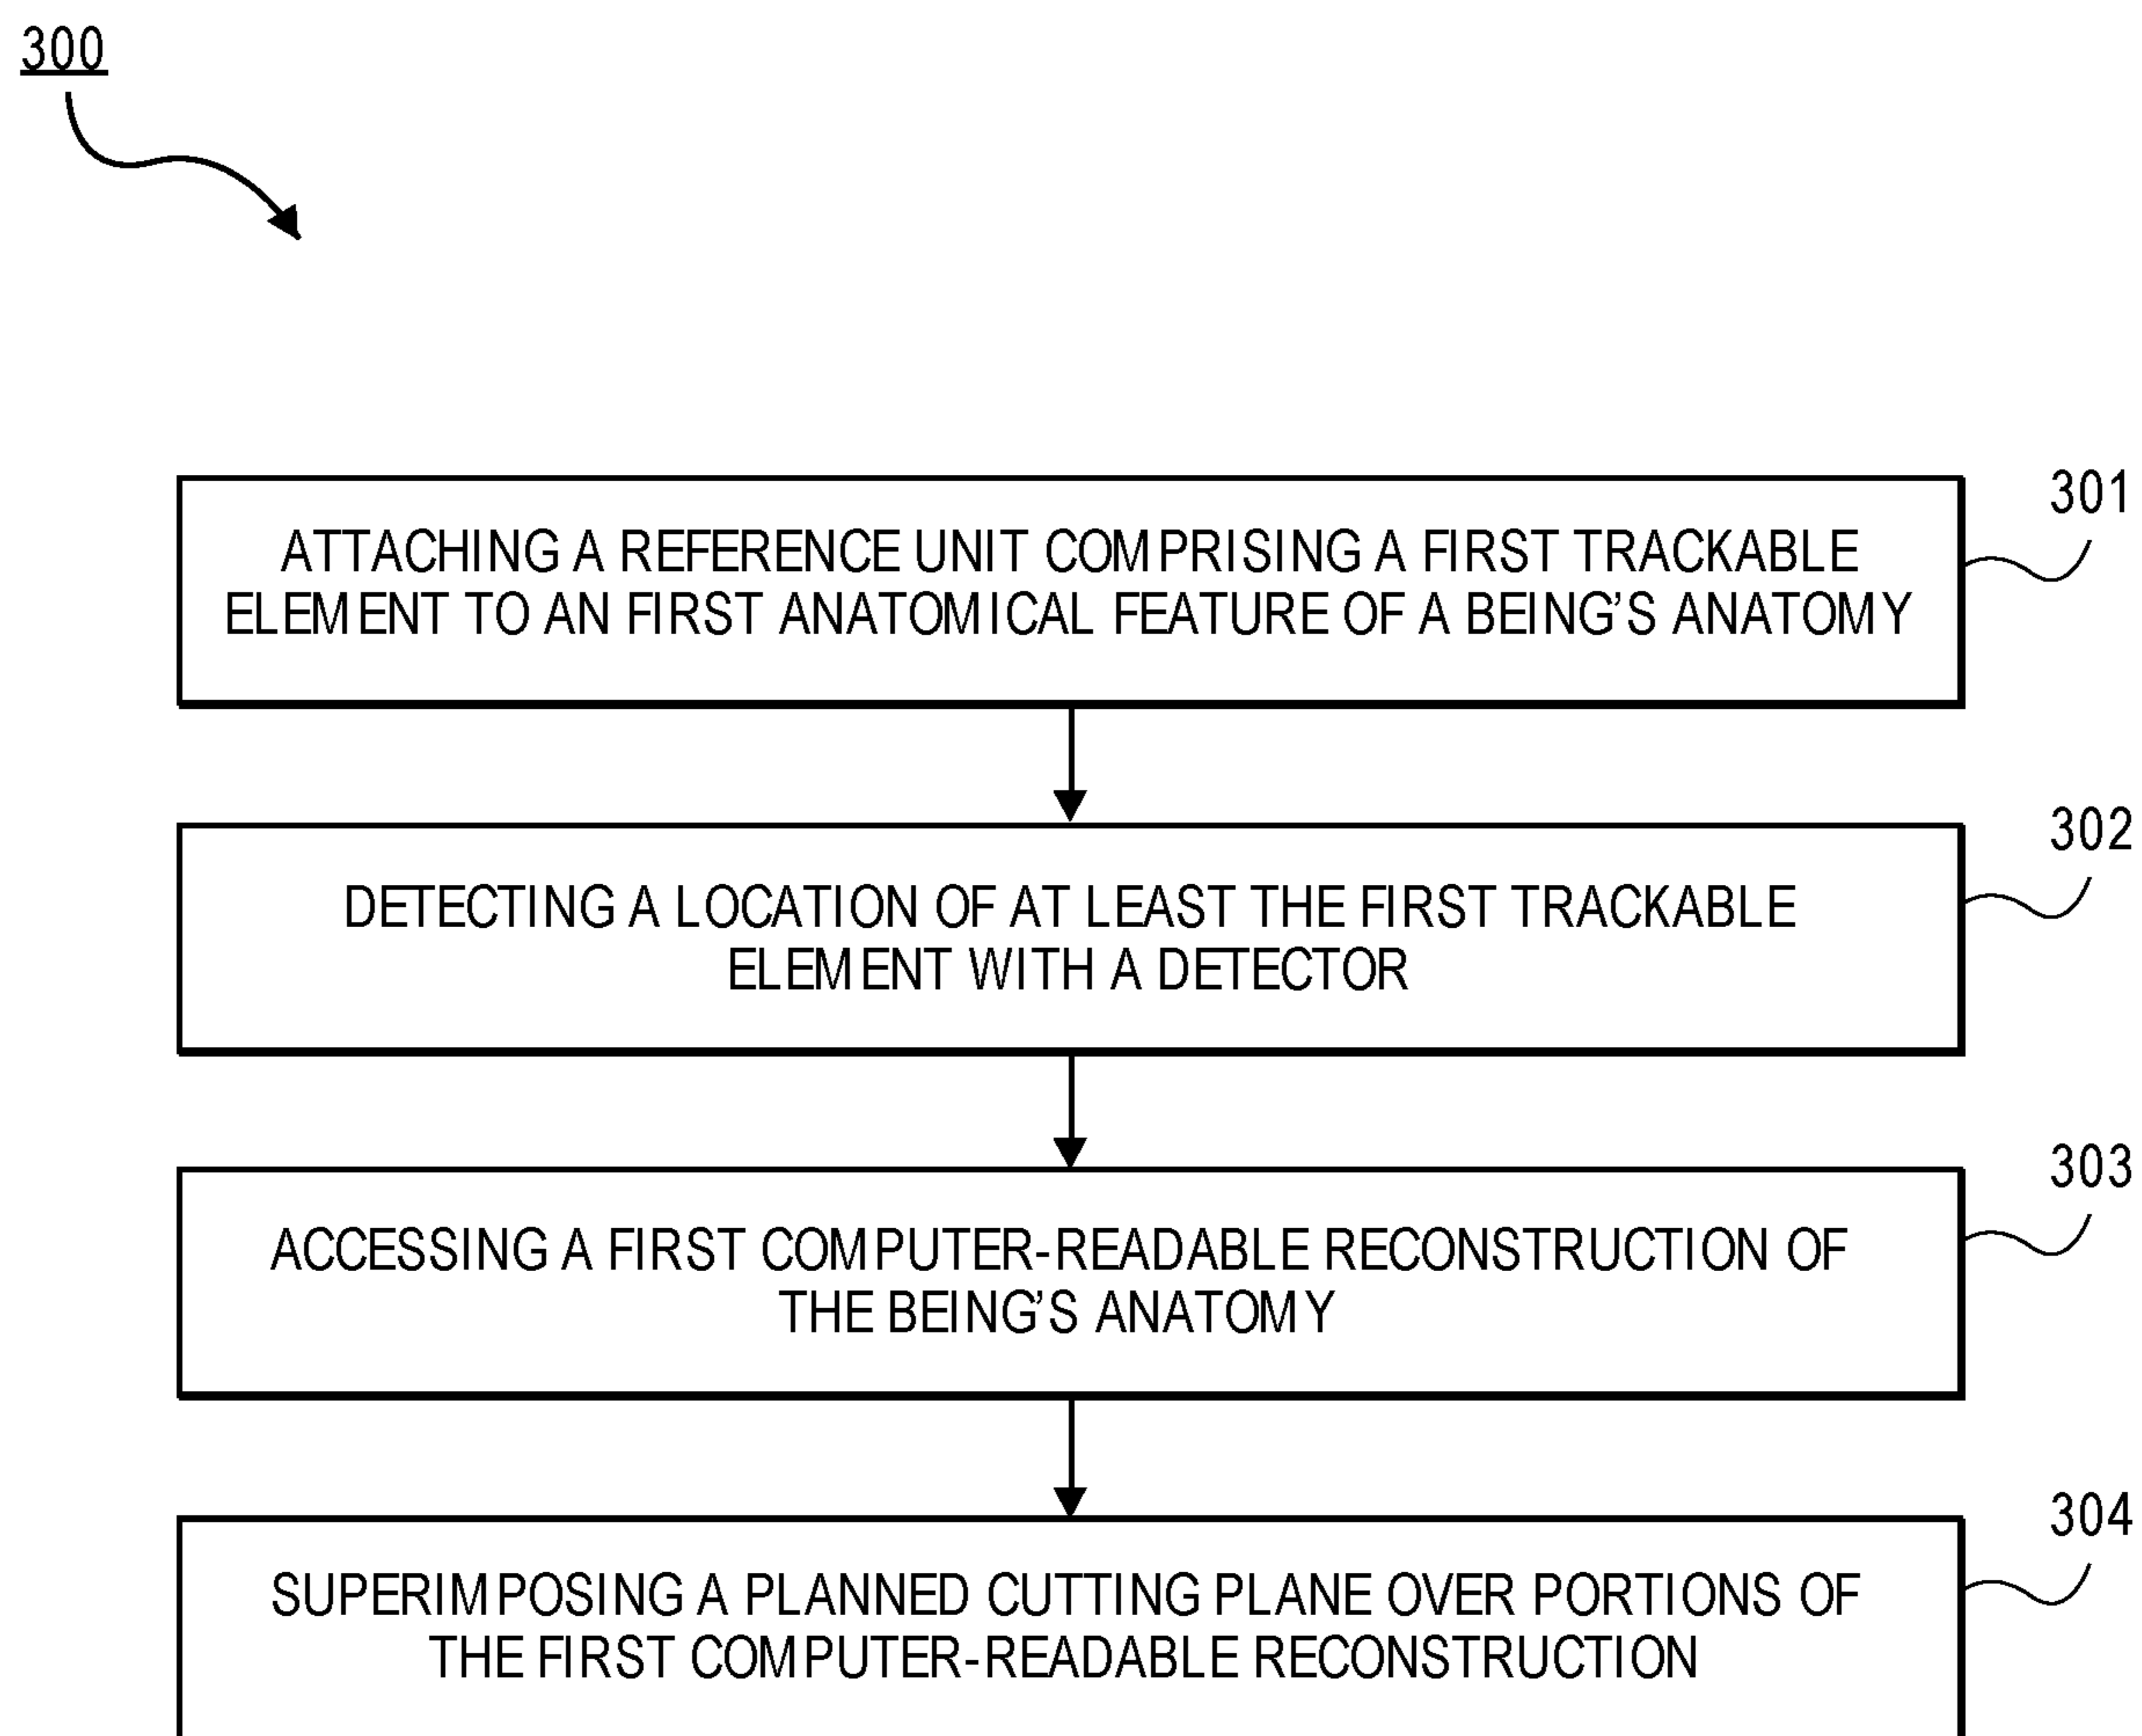 300
301
ATTACHING A REFERENCE UNIT COMPRISING A FIRST TRACKABLE
ELEMENT TO AN FIRST ANATOMICAL FEATURE OF A BEING’S ANATOMY
302
DETECTING A LOCATION OF AT LEAST THE FIRST TRACKABLE
ELEMENT WITH A DETECTOR
303
ACCESSING A FIRST COMPUTER-READABLE RECONSTRUCTION OF
THE BEING’S ANATOMY
304
SUPERIMPOSING A PLANNED CUTTING PLANE OVER PORTIONS OF
THE FIRST COMPUTER-READABLE RECONSTRUCTION